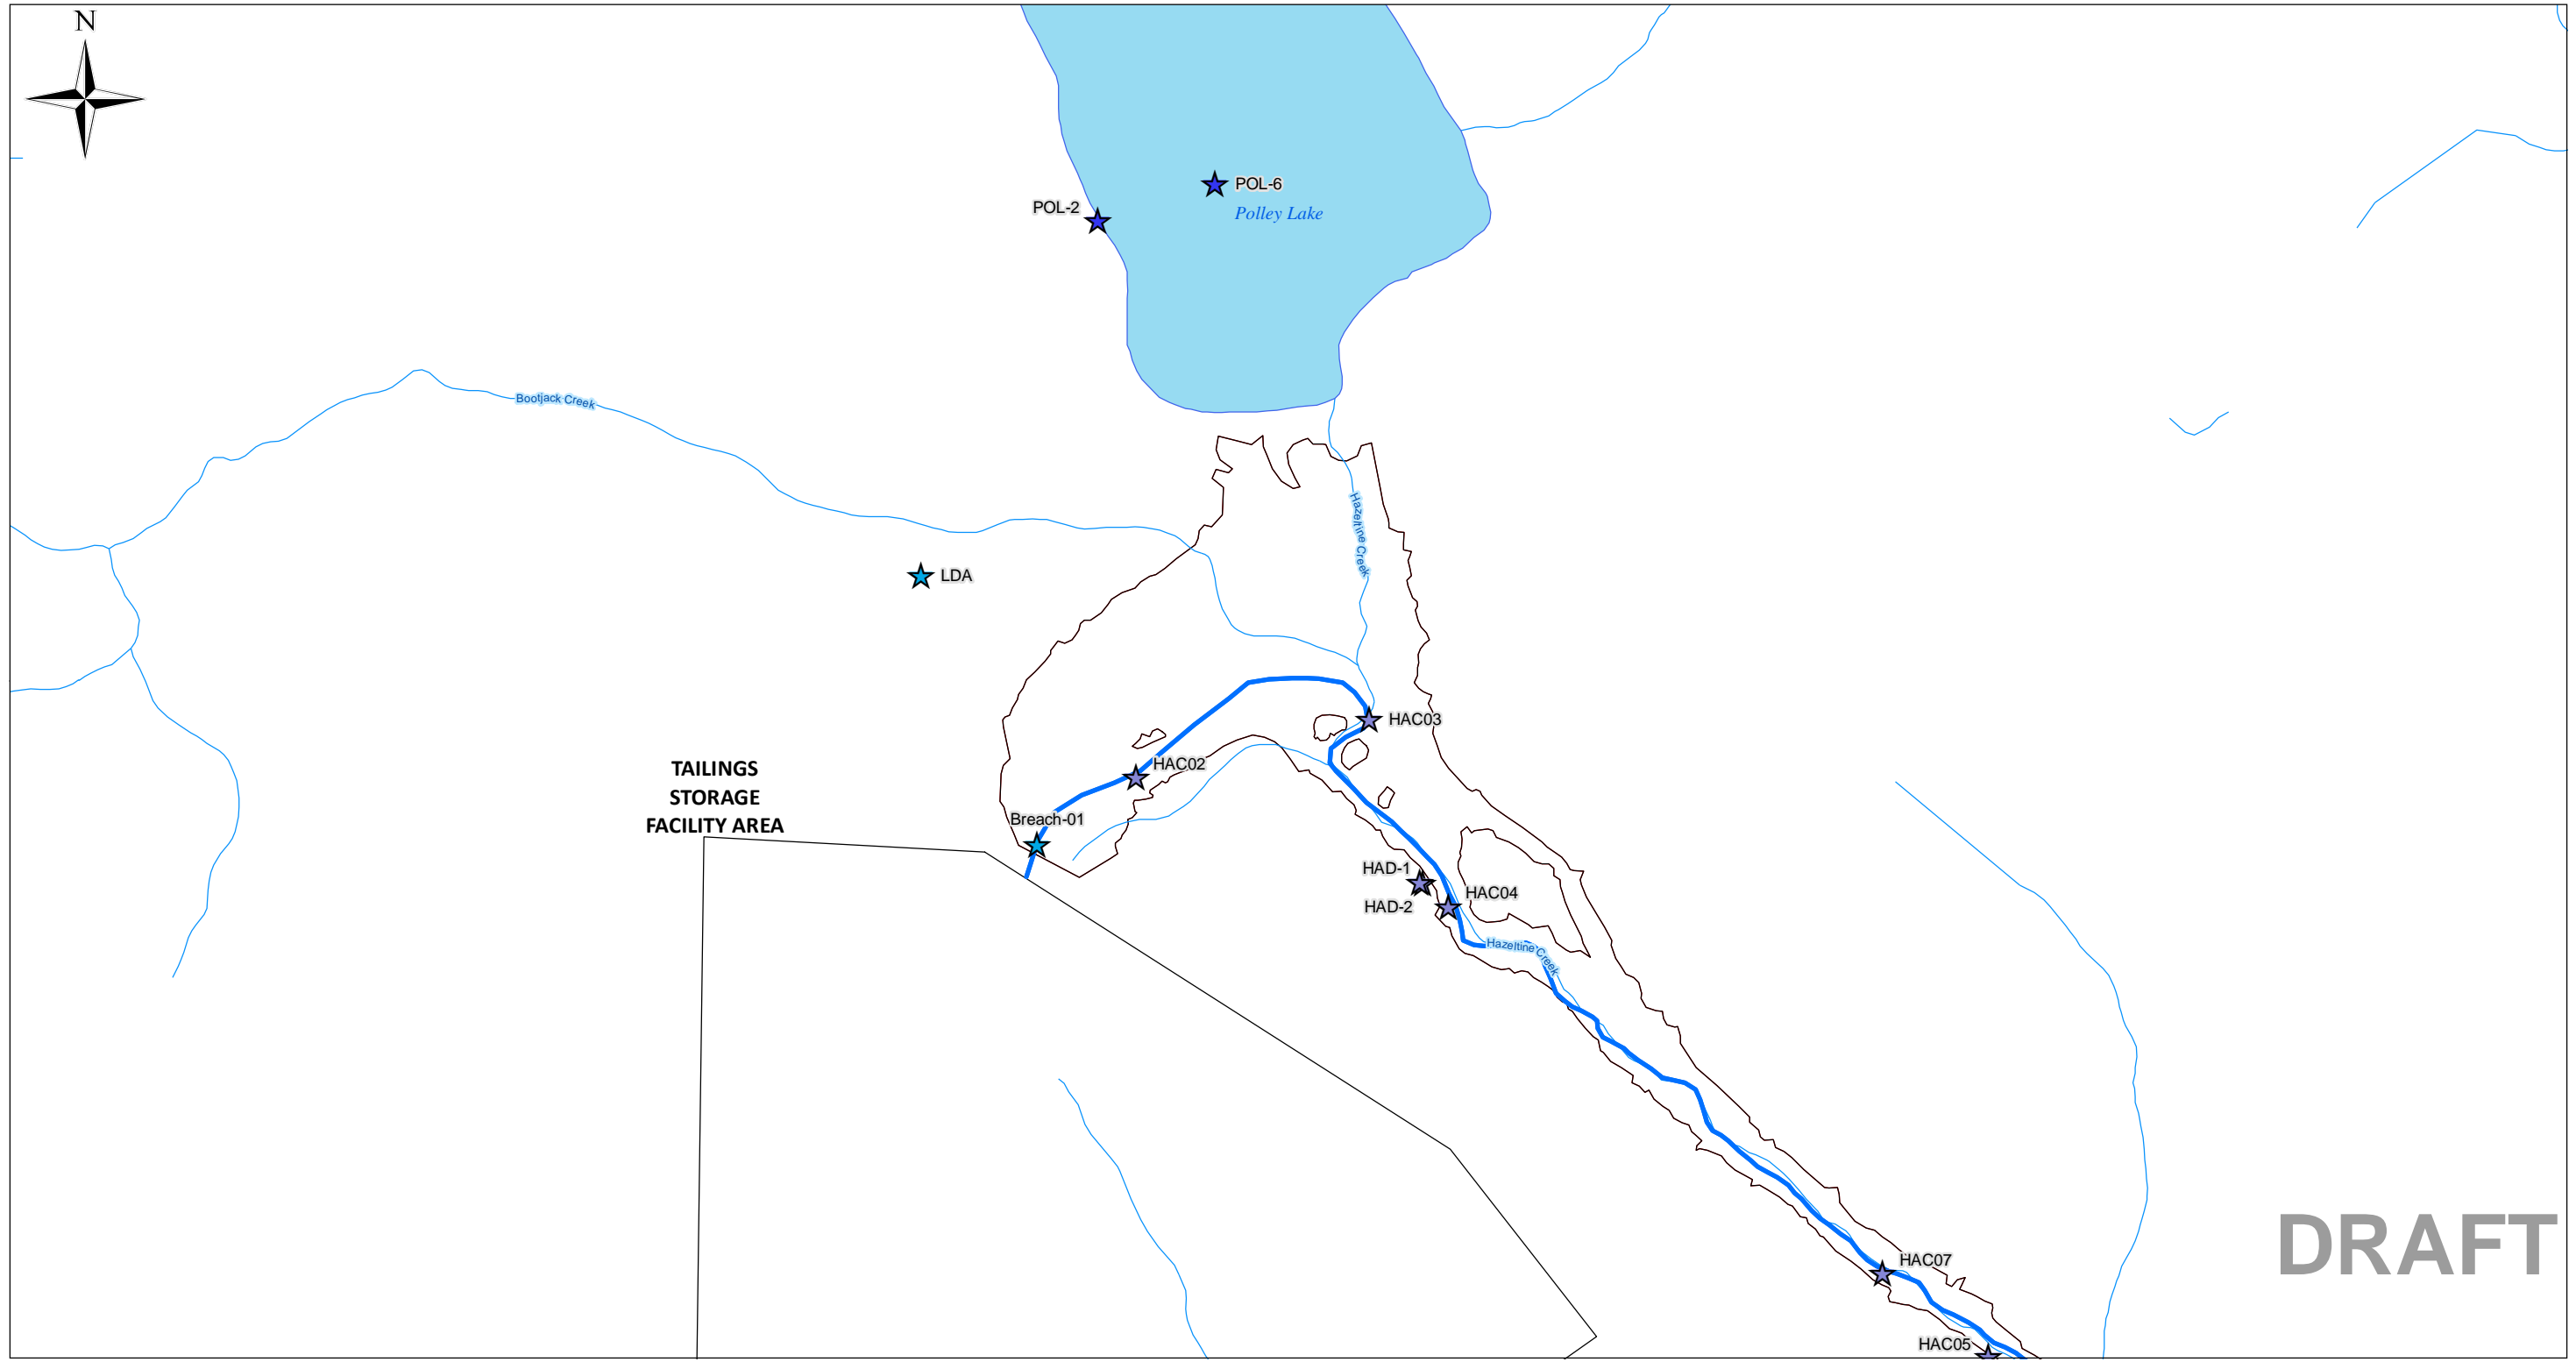 N
POL-6
POL-2
Polley Lake
Bootjack Creek
Hazeltine Creek
LDA
HAC03
TAILINGS
STORAGE
FACILITY AREA
HAC02
Breach-01
HAD-1
HAC04
HAD-2
Hazeltine Creek
DRAFT
HAC07
HAC05